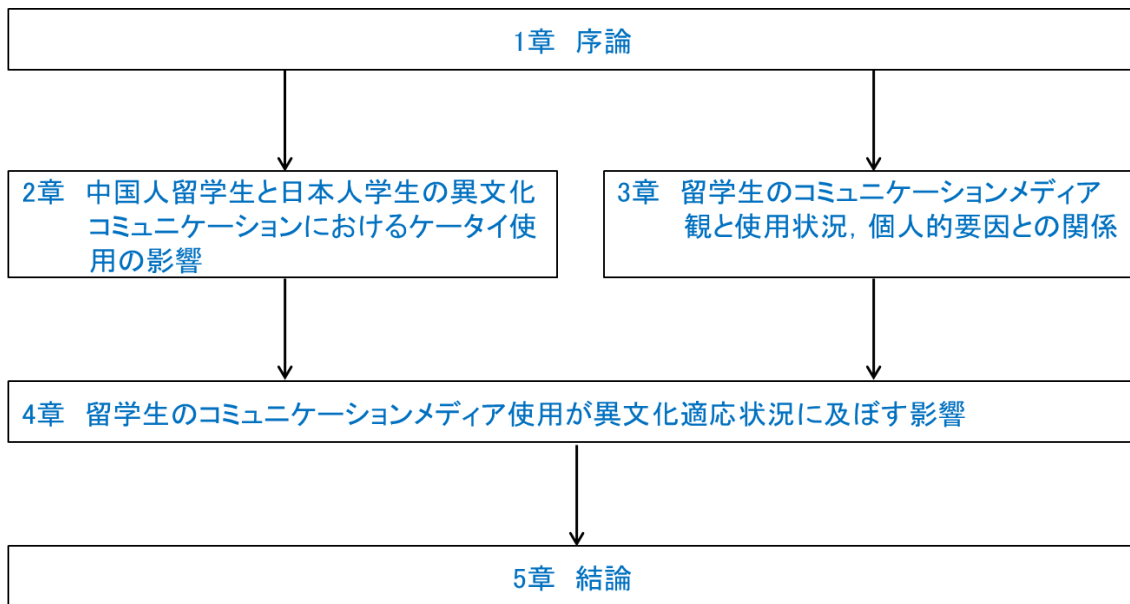 1章 序論
2章 中国人留学生と日本人学生の異文化
コミュニケーションにおけるケータイ使
用の影響
3章 留学生のコミュニケーションメディア
観と使用状況，個人的要因との関係
4章 留学生のコミュニケーションメディア使用が異文化適応状況に及ぼす影響
5章 結論